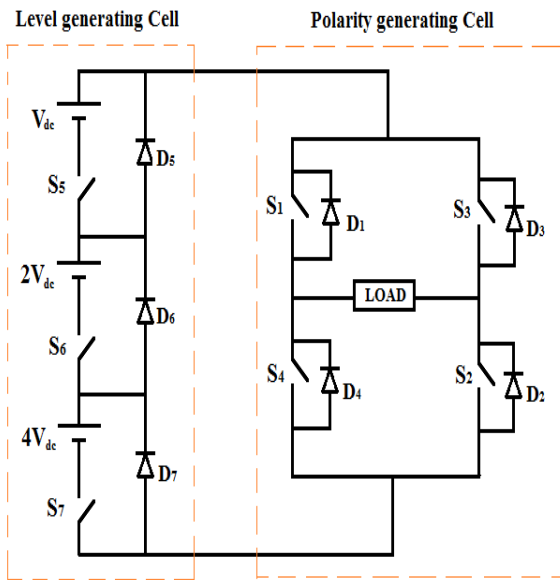 Level generating Cell
Polarity generating Cell
Vdc
S5
D5
2Vdc
S6
D6
4Vdc
S7
D7
S1
D1
S3
D3
LOAD
S4
D4
S2
D2